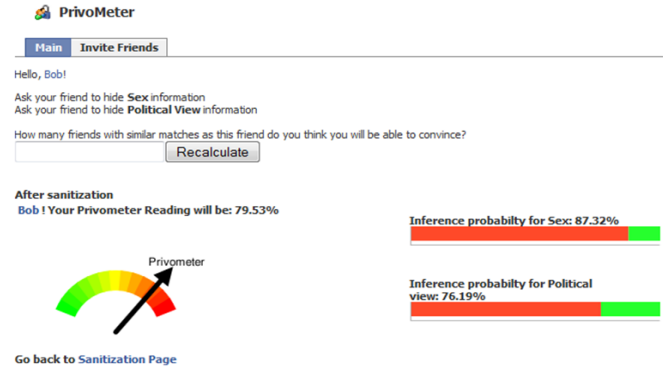 PrivoMeter
Main Invite Friends
Hello, Bob!
Ask your friend to hide Sex information
Ask your friend to hide Political View information
How many friends with similar matches as this friend do you think you will be able to convince?
Recalculate
After sanitization
Bob ! Your Privometer Reading will be: 79.53%
Privometer
Inference probabilty for Sex: 87.32%
Inference probabilty for Political
view: 76.19%
Go back to Sanitization Page